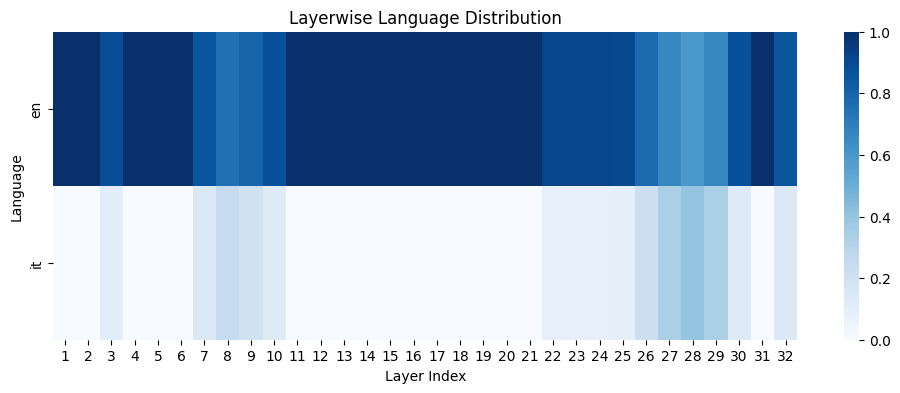 Layerwise Language Distribution
Language
en
it
1 2 3 4 5 6 7 8 9 10 11 12 13 14 15 16 17 18 19 20 21 22 23 24 25 26 27 28 29 30 31 32
Layer Index
1.0
0.8
0.6
0.4
0.2
0.0